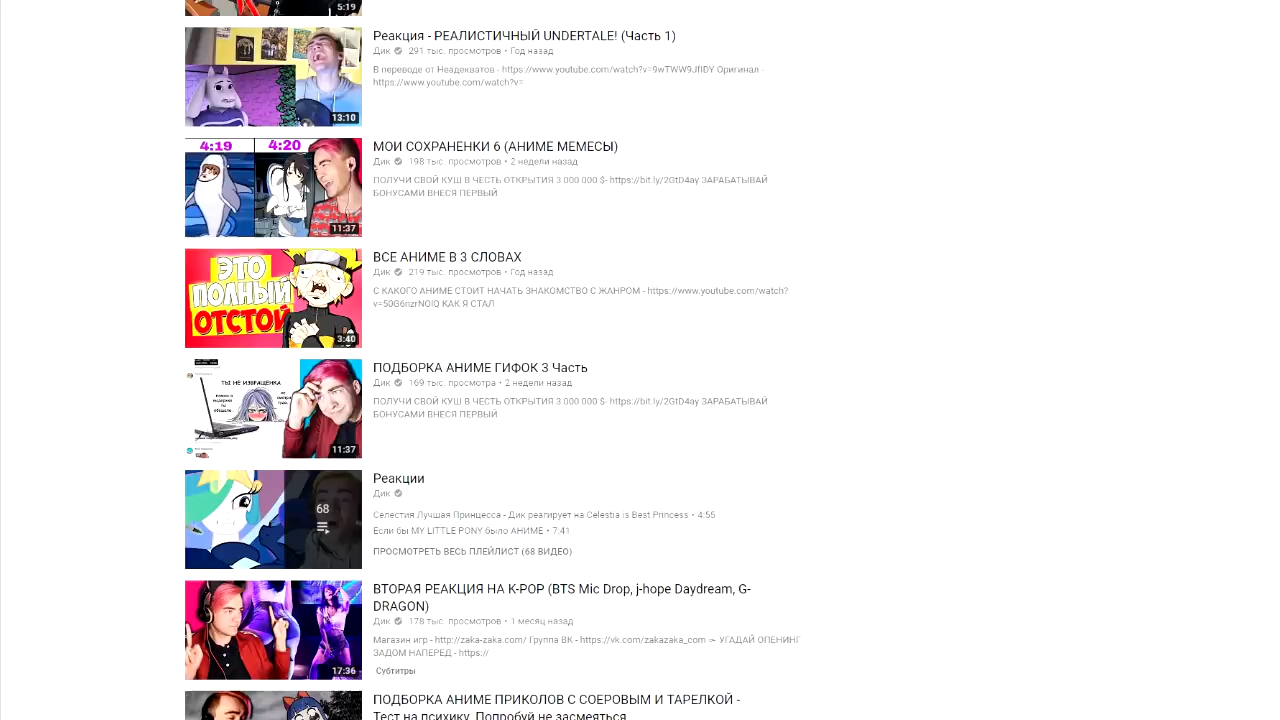 5:19
Реакция - РЕАЛИСТИЧНЫЙ UNDERTALE! (Часть 1)
Дик 291 тыс. просмотров • Год назад
В переводе от Неадекватов - https://www.youtube.com/watch?v=9wTWW9JfIDY Оригинал -
https://www.youtube.com/watch?v=
13:10
4:19 4:20
МОИ СОХРАНЕНКИ 6 (АНИМЕ МЕМЕСЫ)
Дик 198 тыс. просмотров • 2 недели назад
ПОЛУЧИ СВОЙ КУШ В ЧЕСТЬ ОТКРЫТИЯ 3 000 000 $- https://bit.ly/2GtD4ay ЗАРАБАТЫВАЙ
БОНУСАМИ ВНЕСЯ ПЕРВЫЙ
11:37
ЭТО
ПОЛНЫЙ
ОТСТОЙ
3:40
ВСЕ АНИМЕ В 3 СЛОВАХ
Дик 219 тыс. просмотров • Год назад
С КАКОГО АНИМЕ СТОИТ НАЧАТЬ ЗНАКОМСТВО С ЖАНРОМ - https://www.youtube.com/watch?
v=50G6nzrNOIQ КАК Я СТАЛ
ТЫ НЕ ИЗВРАЩЕНКА
11:37
ПОДБОРКА АНИМЕ ГИФОК 3 Часть
Дик 169 тыс. просмотра • 2 недели назад
ПОЛУЧИ СВОЙ КУШ В ЧЕСТЬ ОТКРЫТИЯ 3 000 000 $- https://bit.ly/2GtD4ay ЗАРАБАТЫВАЙ
БОНУСАМИ ВНЕСЯ ПЕРВЫЙ
68
Реакции
Дик
Селестия Лучшая Принцесса - Дик реагирует на Celestia is Best Princess • 4:55
Если бы MY LITTLE PONY было АНИМЕ • 7:41
ПРОСМОТРЕТЬ ВЕСЬ ПЛЕЙЛИСТ (68 ВИДЕО)
17:36
ВТОРАЯ РЕАКЦИЯ НА K-POP (BTS Mic Drop, j-hope Daydream, G-
DRAGON)
Дик 178 тыс. просмотров • 1 месяц назад
Магазин игр - http://zaka-zaka.com/ Группа ВК - https://vk.com/zakazaka_com ➣ УГАДАЙ ОПЕНИНГ
ЗАДОМ НАПЕРЕД - https://
Субтитры
ПОДБОРКА АНИМЕ ПРИКОЛОВ С СОЕРОВЫМ И ТАРЕЛКОЙ -
Тест на психику. Попробуй не засмеяться